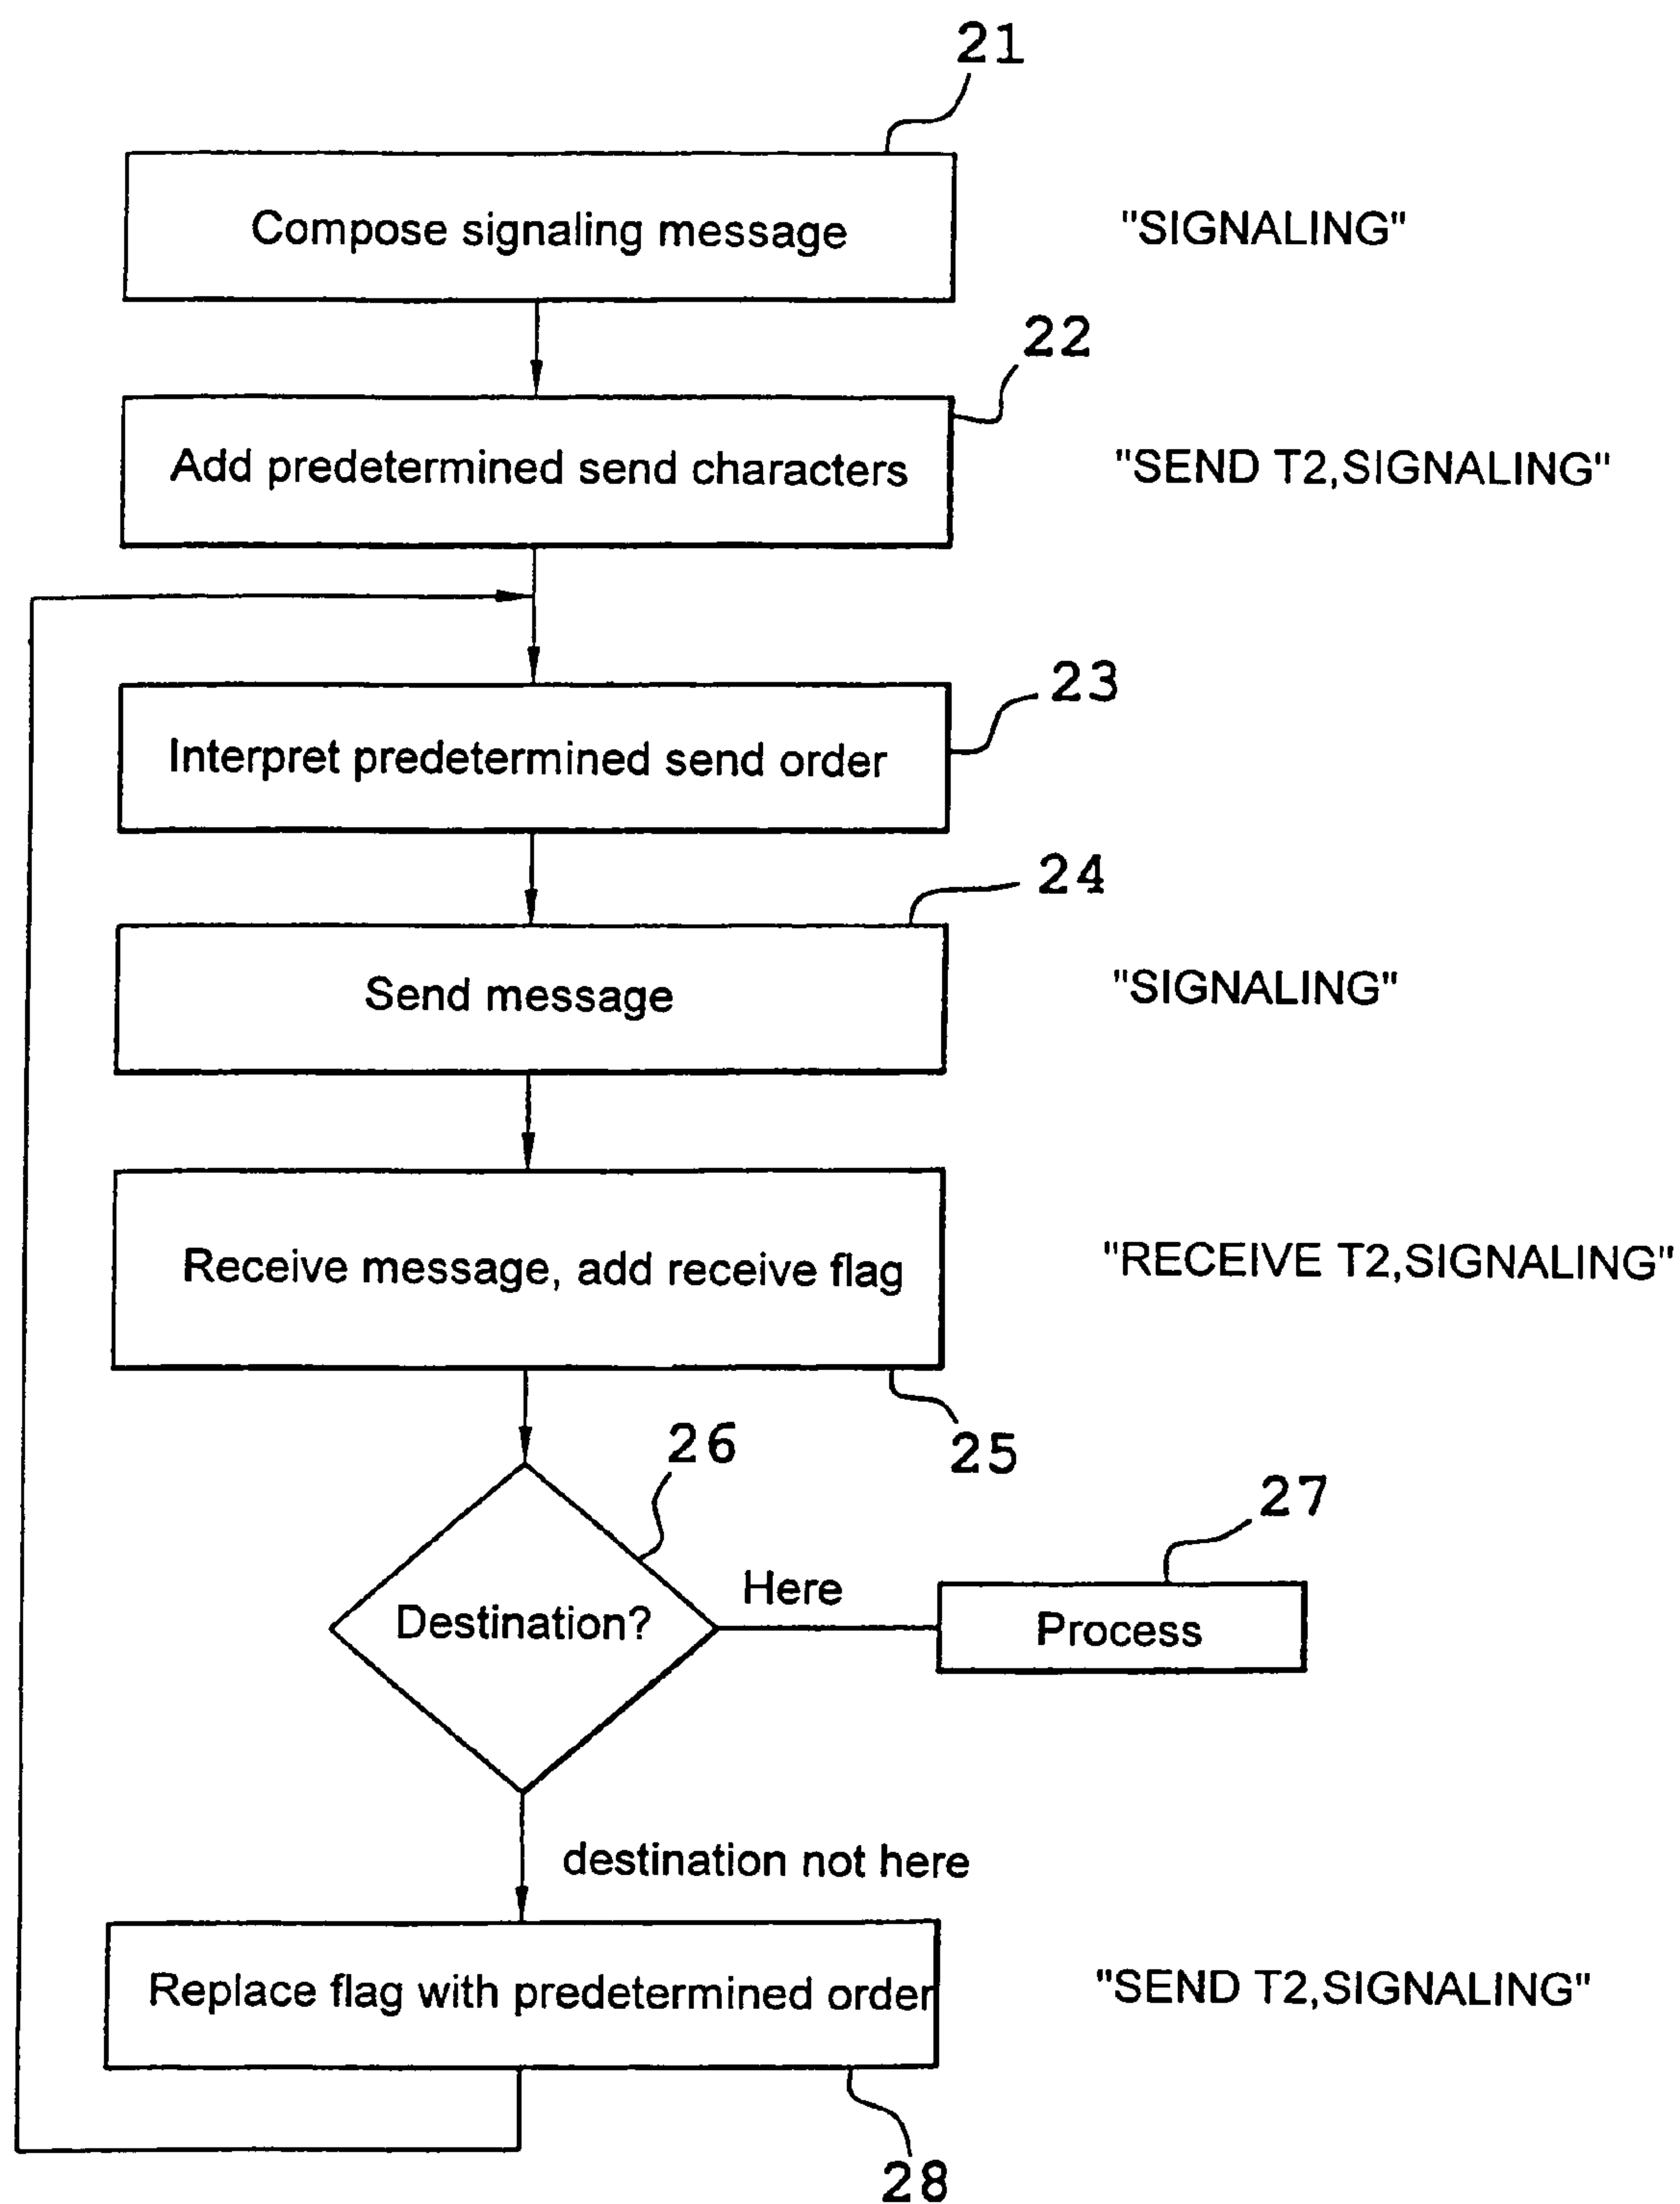 21
Compose signaling message
"SIGNALING"
22
Add predetermined send characters
"SEND T2,SIGNALING"
23
Interpret predetermined send order
24
Send message
"SIGNALING"
Receive message, add receive flag
"RECEIVE T2,SIGNALING"
25
26
27
Here
Destination?
Process
destination not here
Replace flag with predetermined order
"SEND T2,SIGNALING"
28